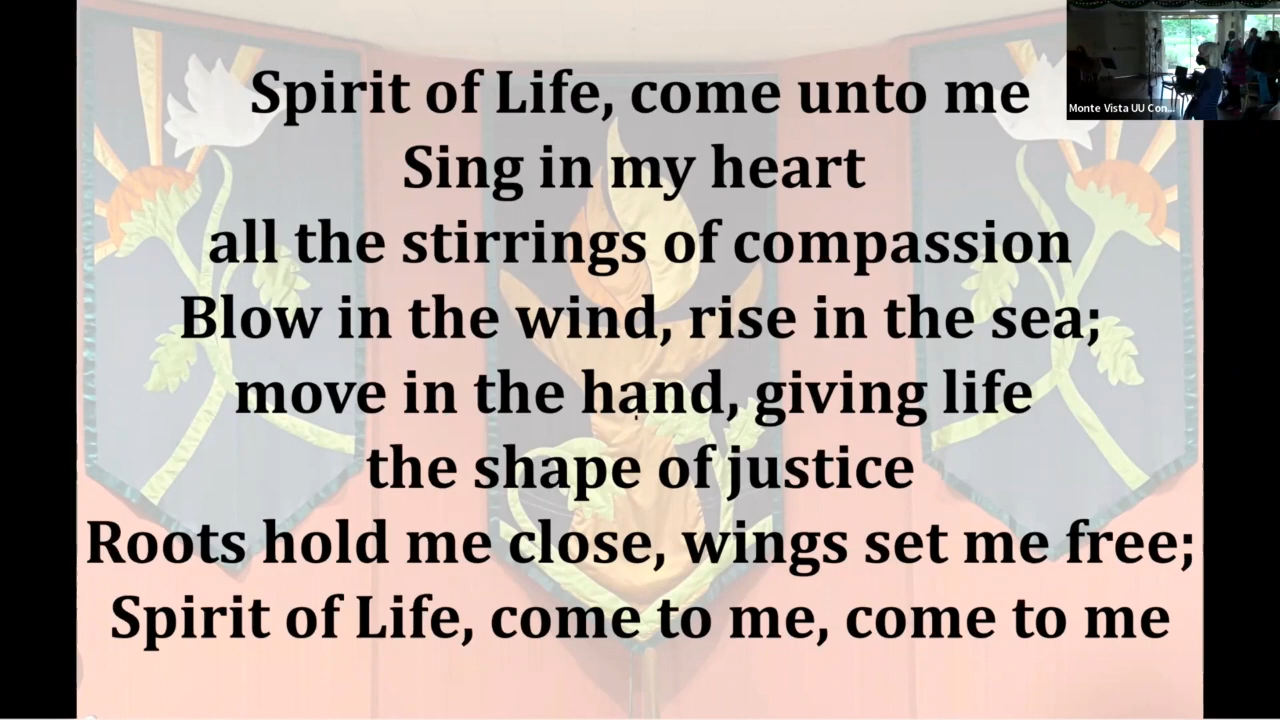 Spirit of Life, come unto me
Sing in my heart
all the stirrings of compassion
Blow in the wind, rise in the sea;
move in the hand, giving life
the shape of justice
Roots hold me close, wings set me free;
Spirit of Life, come to me, come to me
Monte Vista UU Con...